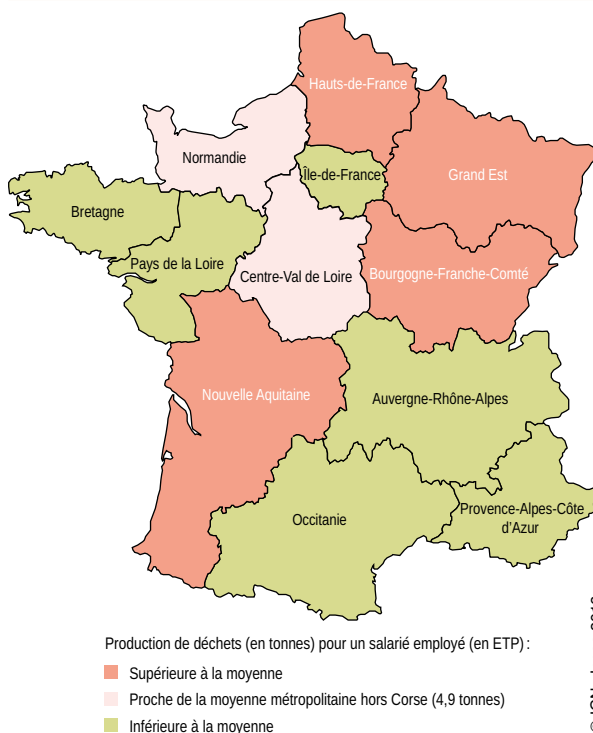 Hauts-de-France
Normandie
Île-de-France
Grand Est
Bretagne
Pays de la Loire
Centre-Val de Loire
Bourgogne-Franche-Comté
Nouvelle Aquitaine
Auvergne-Rhône-Alpes
Occitanie
Provence-Alpes-Côte
d'Azur
Production de déchets (en tonnes) pour un salarié employé (en ETP) :
Supérieure à la moyenne
Proche de la moyenne métropolitaine hors Corse (4,9 tonnes)
Inférieure à la moyenne